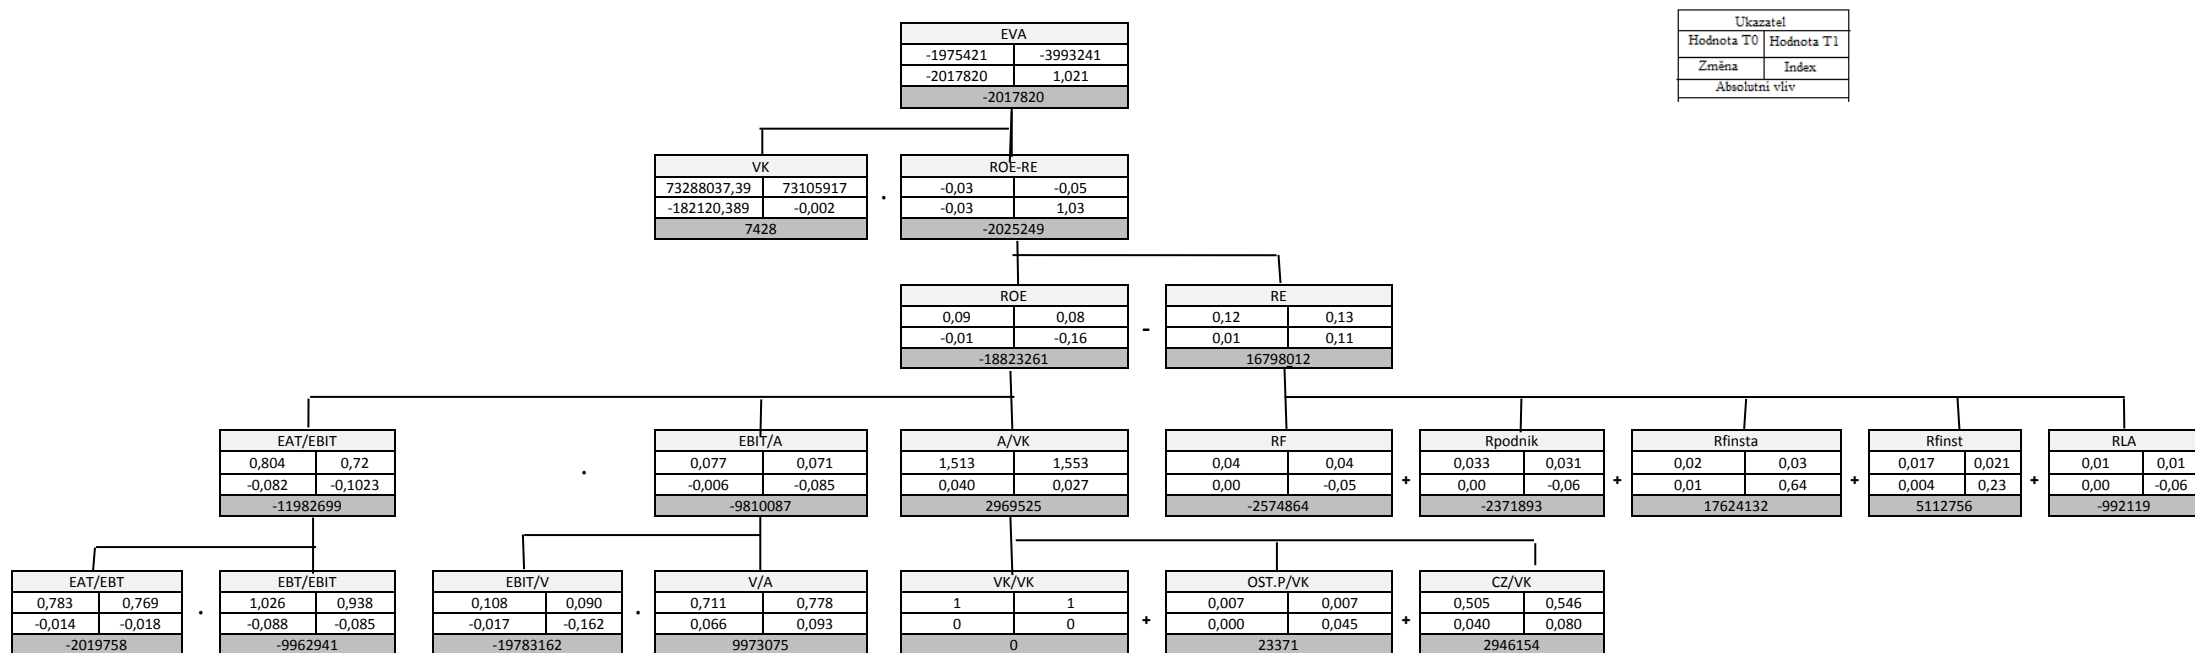 Ukazatel
Hodnota T0 Hodnota T1
Změna Index
Absolutní vliv
EVA
-1975421 -3993241
-2017820 1,021
-2017820
VK
73288037,39 73105917
-182120,389 -0,002
7428
.
ROE-RE
-0,03 -0,05
-0,03 1,03
-2025249
ROE
0,09 0,08
-0,01 -0,16
-18823261
-
RE
0,12 0,13
0,01 0,11
16798012
EAT/EBIT
0,804 0,72
-0,082 -0,1023
-11982699
.
EBIT/A
0,077 0,071
-0,006 -0,085
-9810087
A/VK
1,513 1,553
0,040 0,027
2969525
RF
0,04 0,04
0,00 -0,05
-2574864
+
Rpodnik
0,033 0,031
0,00 -0,06
-2371893
+
Rfinsta
0,02 0,03
0,01 0,64
17624132
+
Rfinst
0,017 0,021
0,004 0,23
5112756
+
RLA
0,01 0,01
0,00 -0,06
-992119
EAT/EBT
0,783 0,769
-0,014 -0,018
-2019758
.
EBT/EBIT
1,026 0,938
-0,088 -0,085
-9962941
EBIT/V
0,108 0,090
-0,017 -0,162
-19783162
.
V/A
0,711 0,778
0,066 0,093
9973075
VK/VK
1 1
0 0
0
+
OST.P/VK
0,007 0,007
0,000 0,045
23371
+
CZ/VK
0,505 0,546
0,040 0,080
2946154